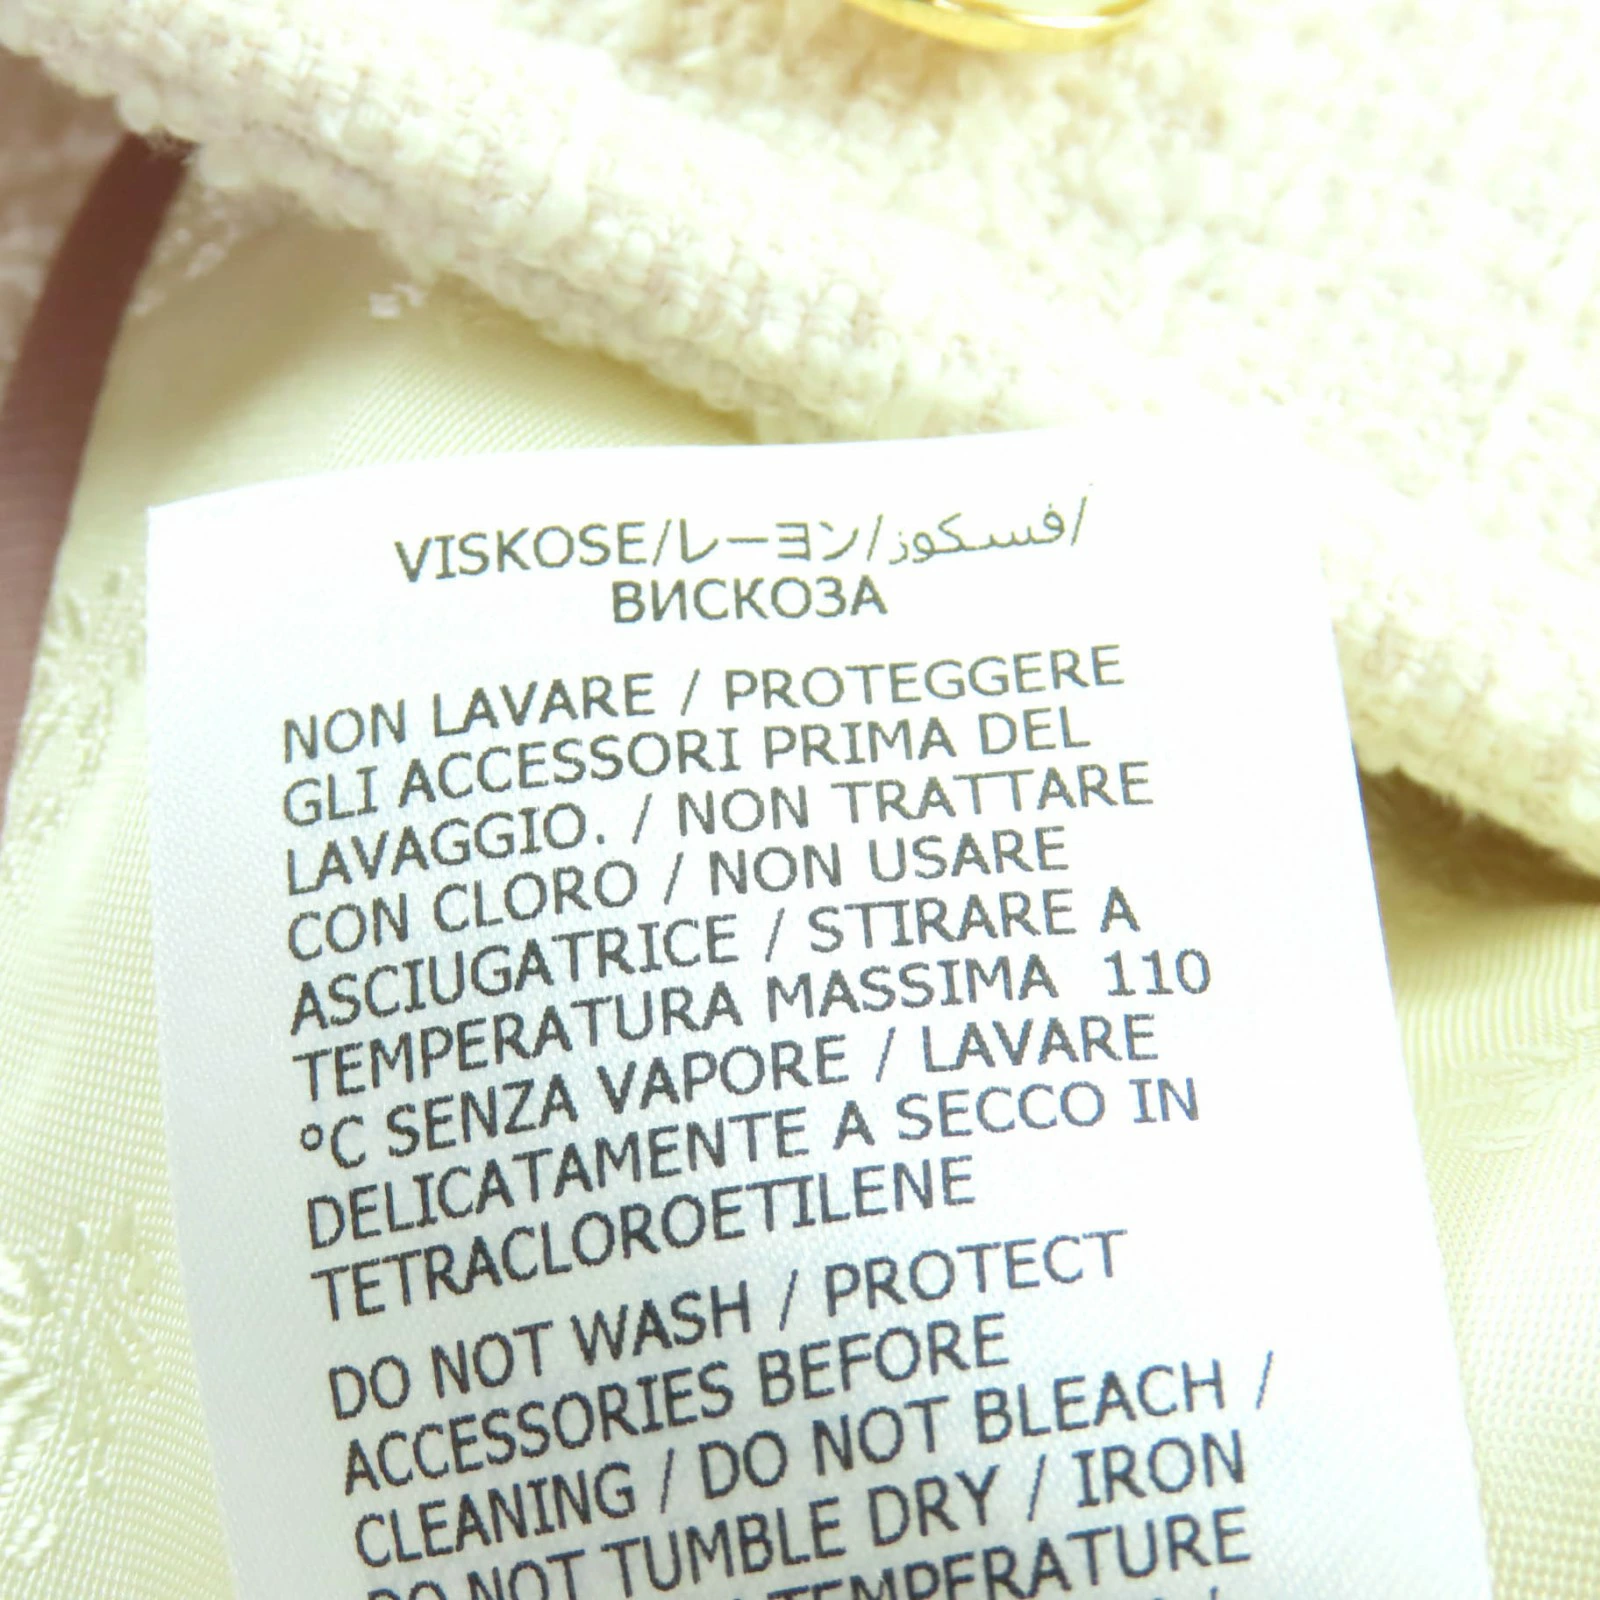 VISKOSE/レーヨン/فسكوز/
ВИСКОЗА
NON LAVARE / PROTEGGERE
GLI ACCESSORI PRIMA DEL
LAVAGGIO. / NON TRATTARE
CON CLORO / NON USARE
ASCIUGATRICE / STIRARE A
TEMPERATURA MASSIMA 110
°C SENZA VAPORE / LAVARE
DELICATAMENTE A SECCO IN
TETRACLOROETILENE
DO NOT WASH / PROTECT
ACCESSORIES BEFORE
CLEANING / DO NOT BLEACH /
DO NOT TUMBLE DRY / IRON
TEMPERATURE